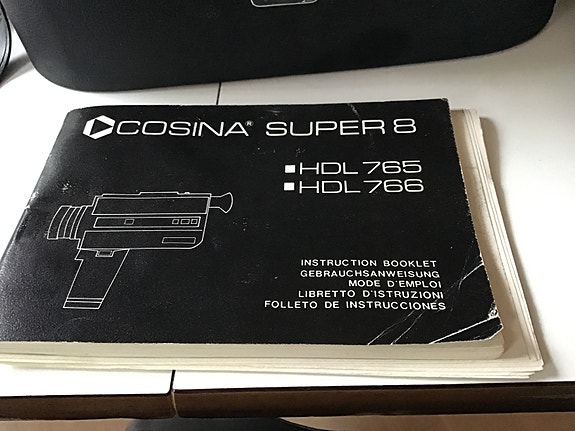 COSINA® SUPER 8
HDL 765
HDL 766
INSTRUCTION BOOKLET
GEBRAUCHSANWEISUNG
MODE D'EMPLOI
LIBRETTO D'ISTRUZIONI
FOLLETO DE INSTRUCCIONES